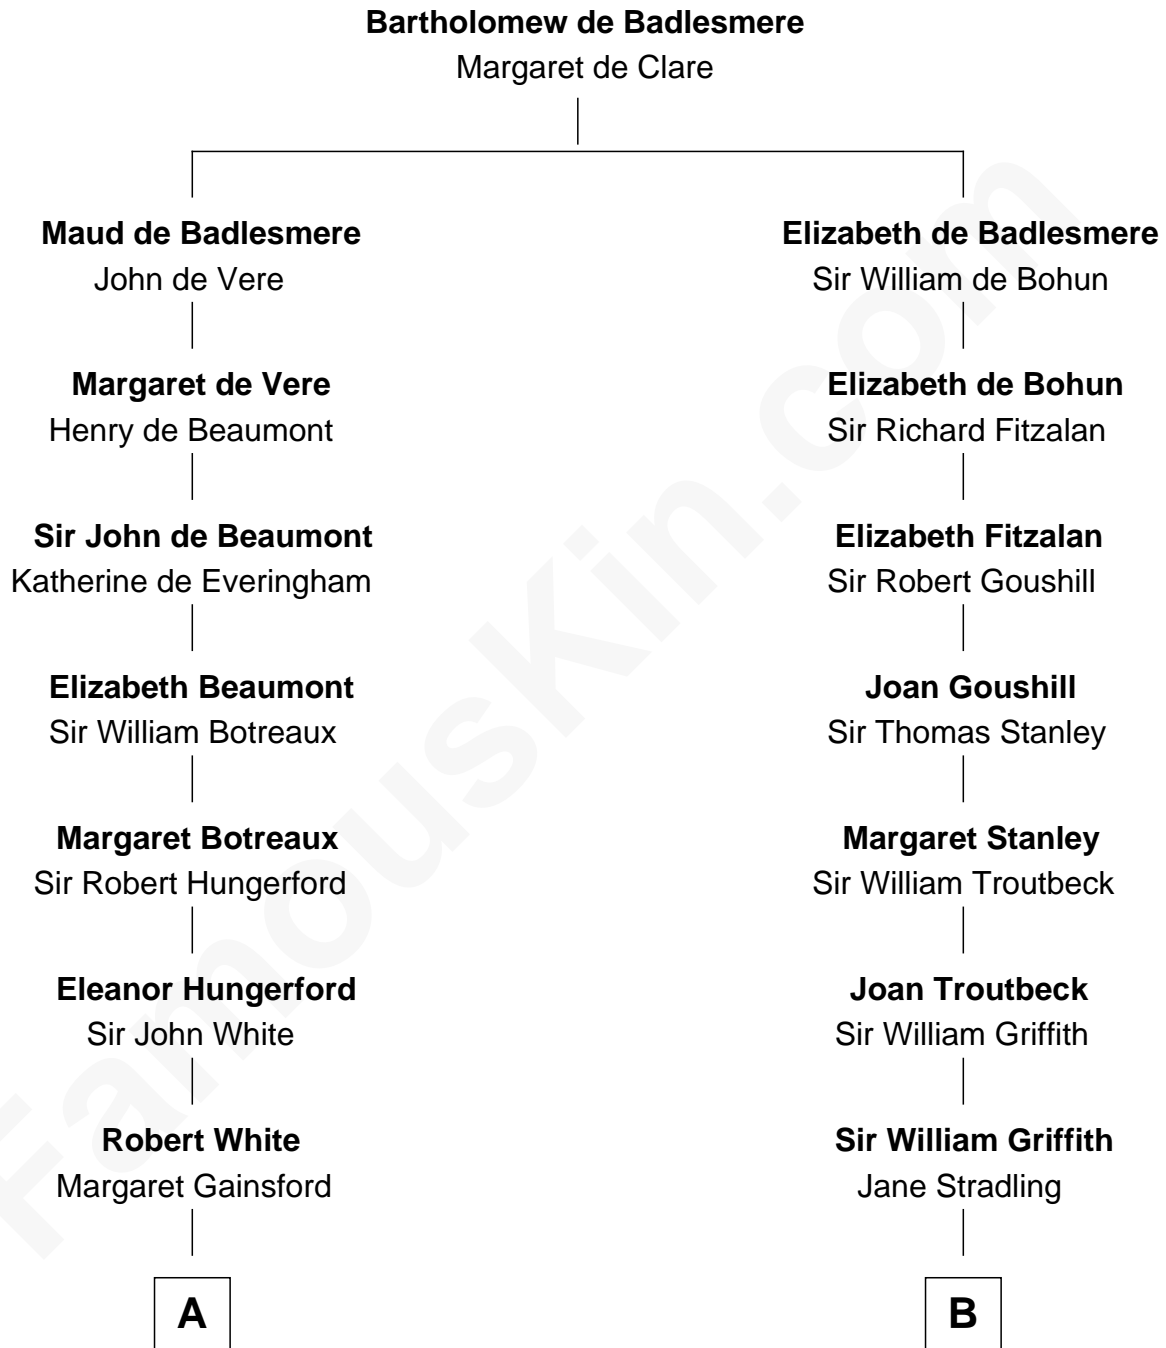 Bartholomew de Badlesmere
Margaret de Clare
Maud de Badlesmere
John de Vere
Elizabeth de Badlesmere
Sir William de Bohun
Margaret de Vere
Henry de Beaumont
Elizabeth de Bohun
Sir Richard Fitzalan
Sir John de Beaumont
Katherine de Everingham
Elizabeth Fitzalan
Sir Robert Goushill
Elizabeth Beaumont
Sir William Botreaux
Joan Goushill
Sir Thomas Stanley
Margaret Botreaux
Sir Robert Hungerford
Margaret Stanley
Sir William Troutbeck
Eleanor Hungerford
Sir John White
Joan Troutbeck
Sir William Griffith
Robert White
Margaret Gainsford
Sir William Griffith
Jane Stradling
A
B
FamousKin.com